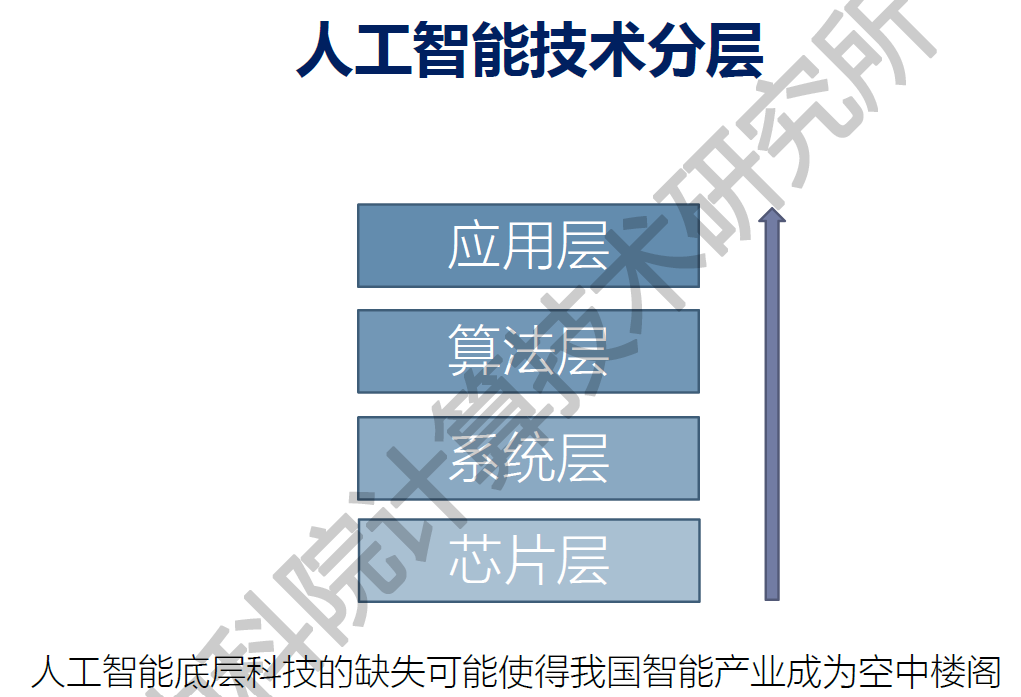 人工智能技术分层
应用层
算法层
系统层
芯片层
人工智能底层科技的缺失可能使得我国智能产业成为空中楼阁
科院计算技术研究所